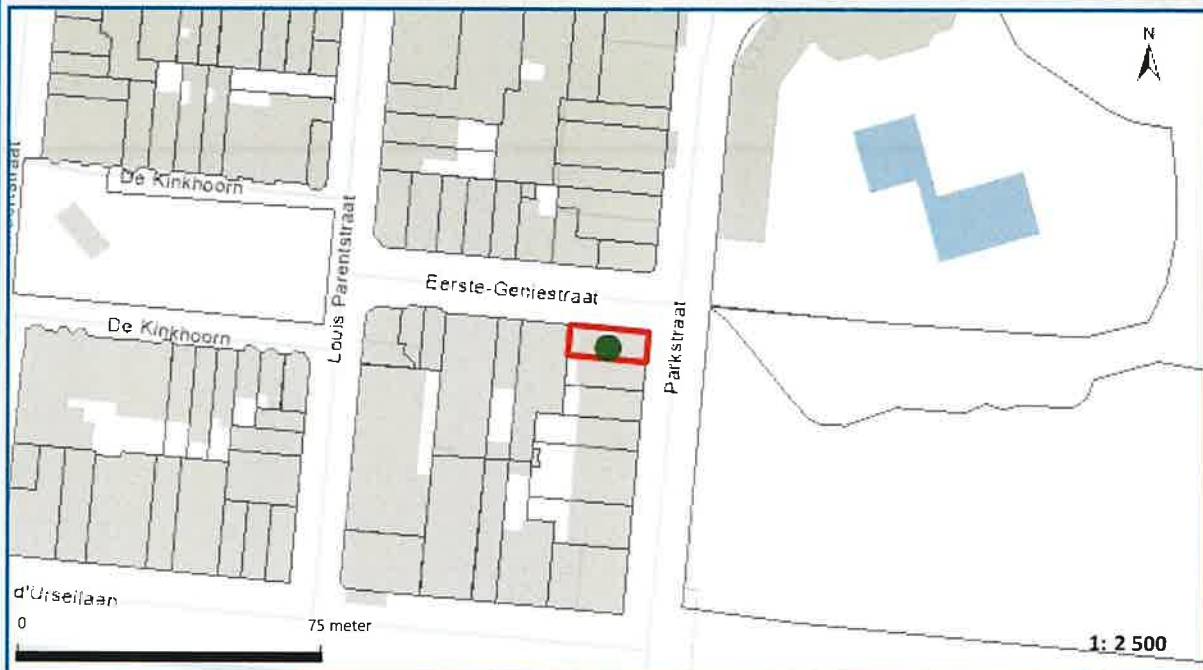 N
De Kinkhoorn
Louis Parentstraat
Eerste-Geniestraat
Parkstraat
De Kinkhoorn
d'Ursellaan
0
75 meter
1: 2 500